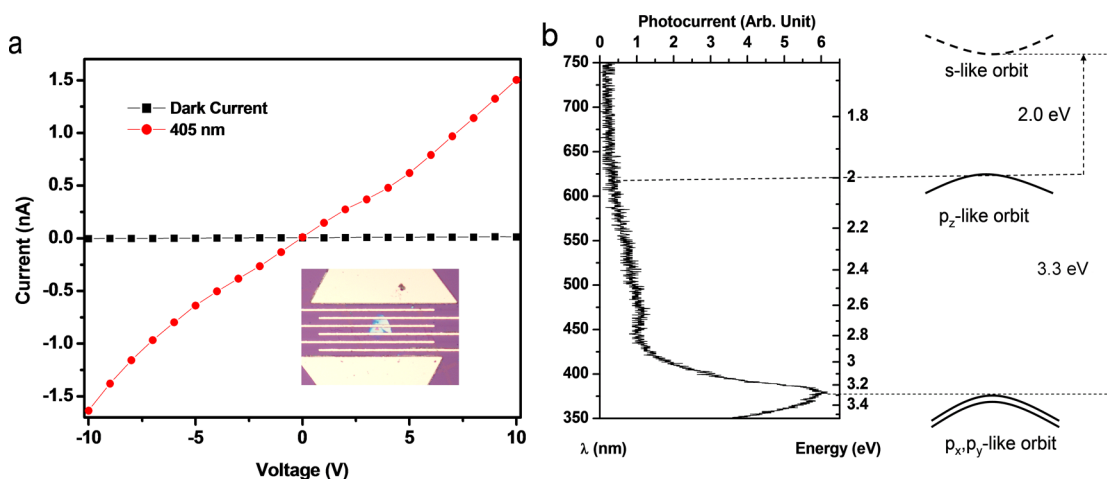 a
Current (nA)
1.5
1.0
0.5
0.0
-0.5
-1.0
-1.5
Dark Current
405 nm
-10
-5
0
5
10
Voltage (V)
b
Photocurrent (Arb. Unit)
0 1 2 3 4 5 6
750
700
650
600
550
500
450
400
350
1.8
2
2.2
2.4
2.6
2.8
3
3.2
3.4
λ (nm)
Energy (eV)
s-like orbit
2.0 eV
pz-like orbit
3.3 eV
px,py-like orbit